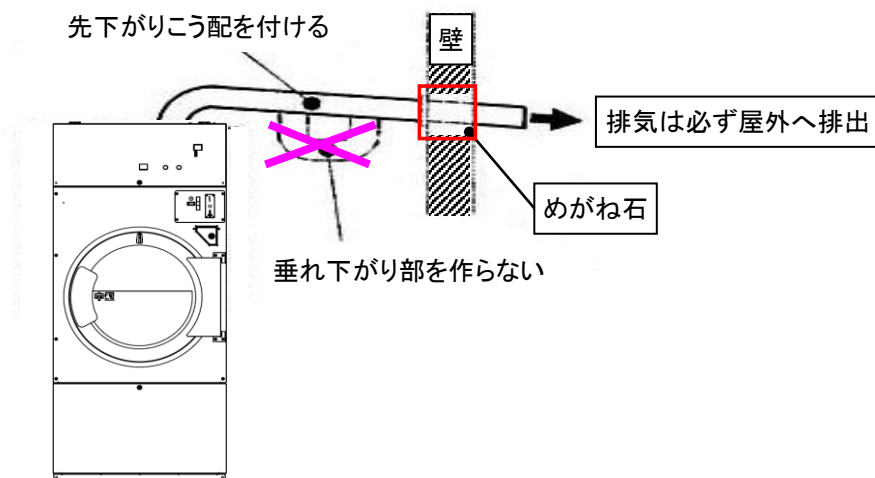 先下がりこう配を付ける
壁
排気は必ず屋外へ排出
めがね石
垂れ下がり部を作らない